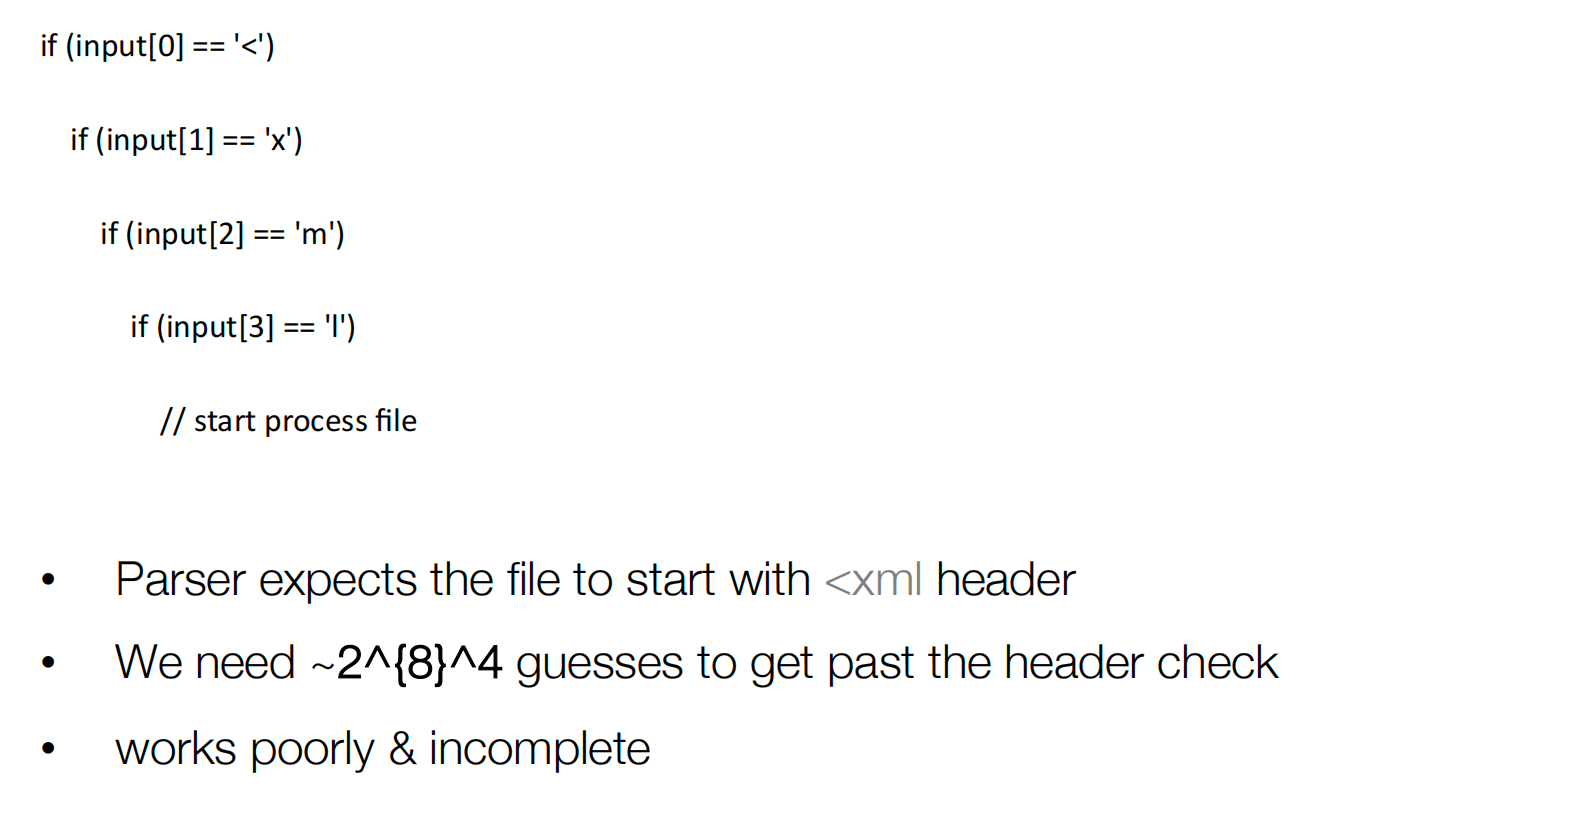 if (input[0] == '<')
if (input[1] == 'x')
if (input[2] == 'm')
if (input[3] == 'l')
// start process file
• Parser expects the file to start with <xml header
• We need ~2^{8}^4 guesses to get past the header check
• works poorly & incomplete